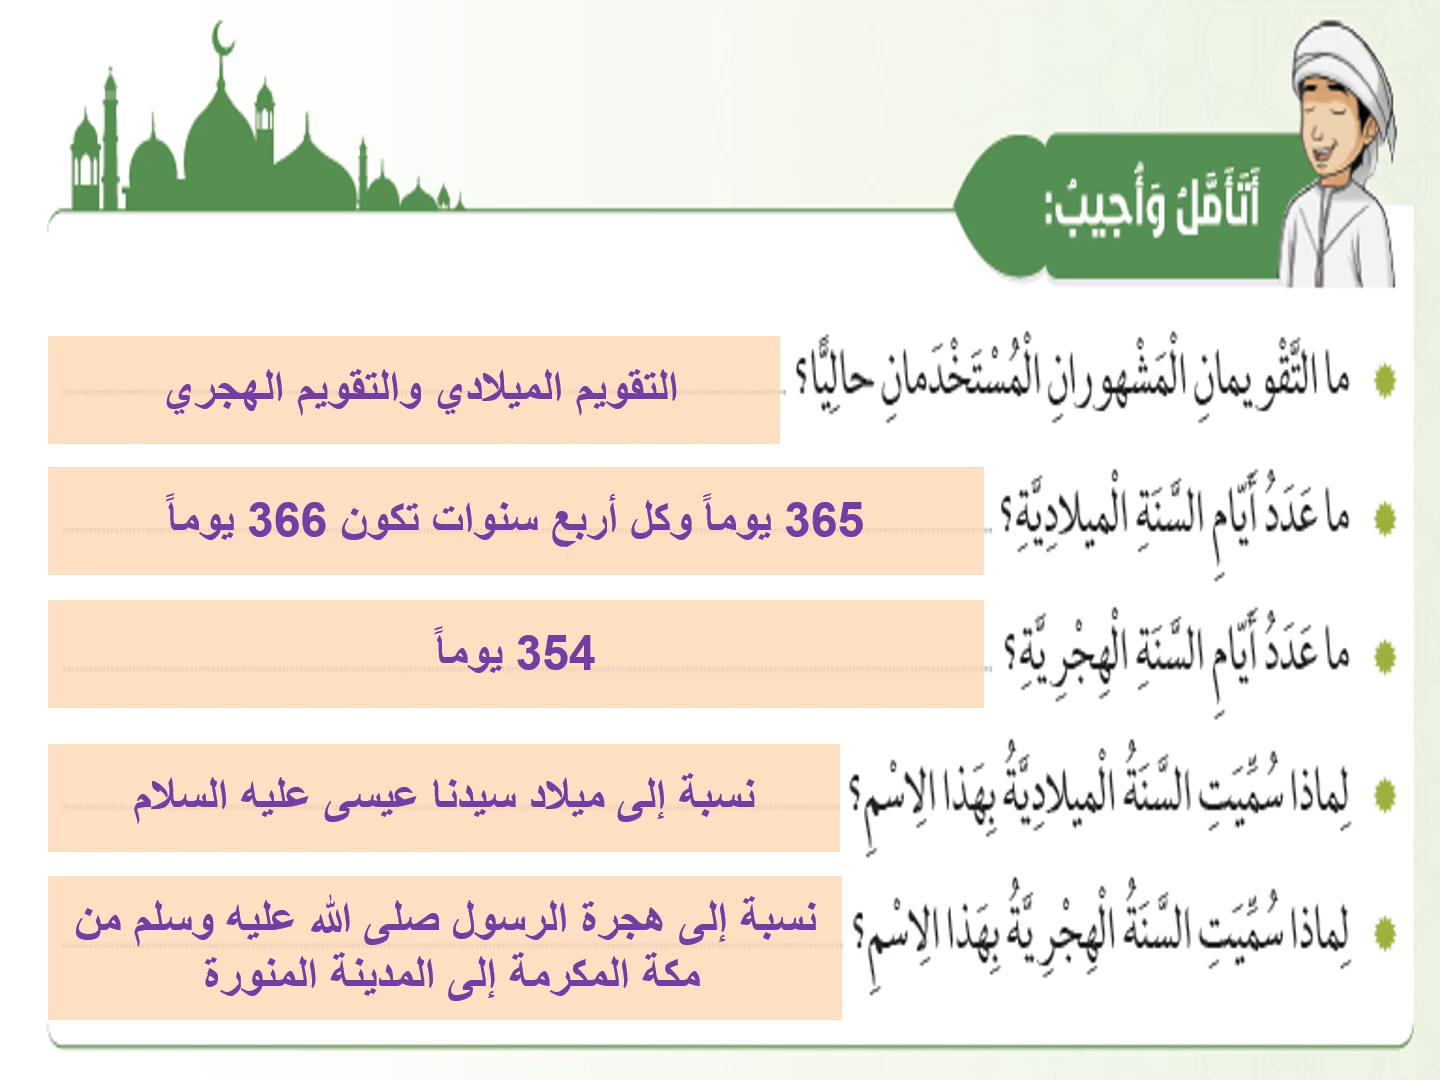 أَتَأَمَّلُ وَأُجيبُ:
ما التَّقْويمانِ الْمَشْهورانِ الْمُسْتَخْدَمانِ حالِيًّا؟ التقويم الميلادي والتقويم الهجري
ما عَدَدُ أَيّامِ السَّنَةِ الْميلادِيَّةِ؟ 365 يوماً وكل أربع سنوات تكون 366 يوماً
ما عَدَدُ أَيّامِ السَّنَةِ الْهِجْرِيَّةِ؟ 354 يوماً
لِماذا سُمِّيَتِ السَّنَةُ الْميلادِيَّةُ بِهَذا الِاسْمِ؟ نسبة إلى ميلاد سيدنا عيسى عليه السلام
لِماذا سُمِّيَتِ السَّنَةُ الْهِجْرِيَّةُ بِهَذا الِاسْمِ؟ نسبة إلى هجرة الرسول صلى الله عليه وسلم من
مكة المكرمة إلى المدينة المنورة